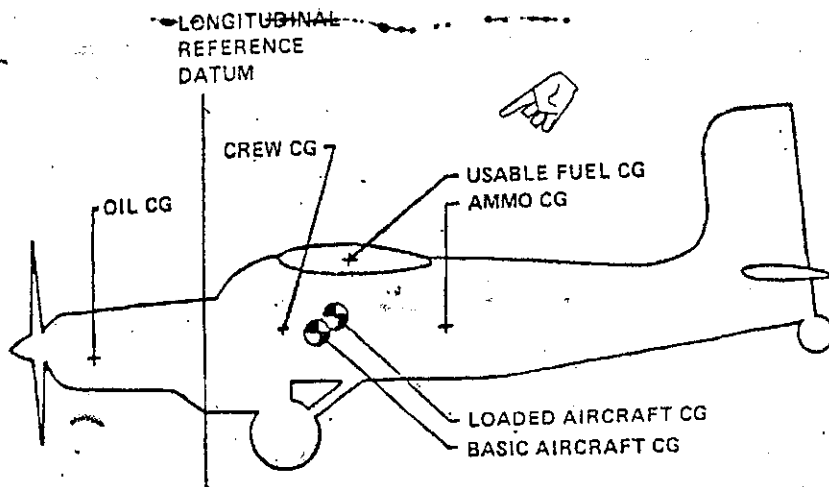 LONGITUDINAL
REFERENCE
DATUM
CREW CG
USABLE FUEL CG
OIL CG
AMMO CG
LOADED AIRCRAFT CG
BASIC AIRCRAFT CG